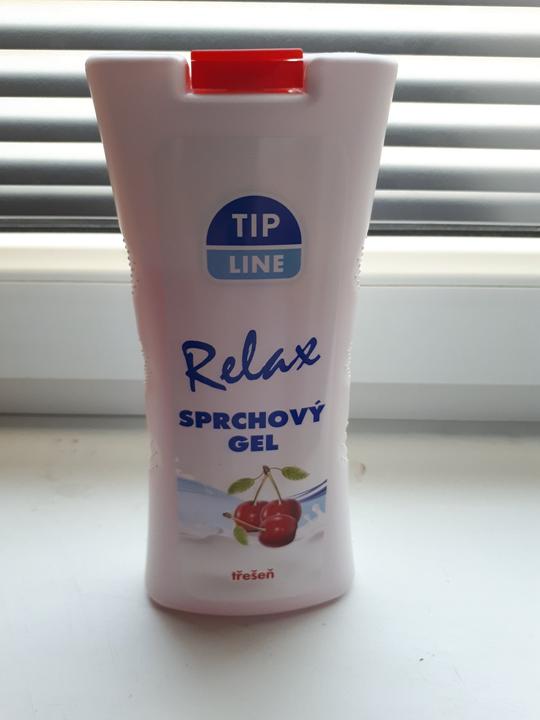 TIP
LINE
Relax
SPRCHOVÝ
GEL
třešeň